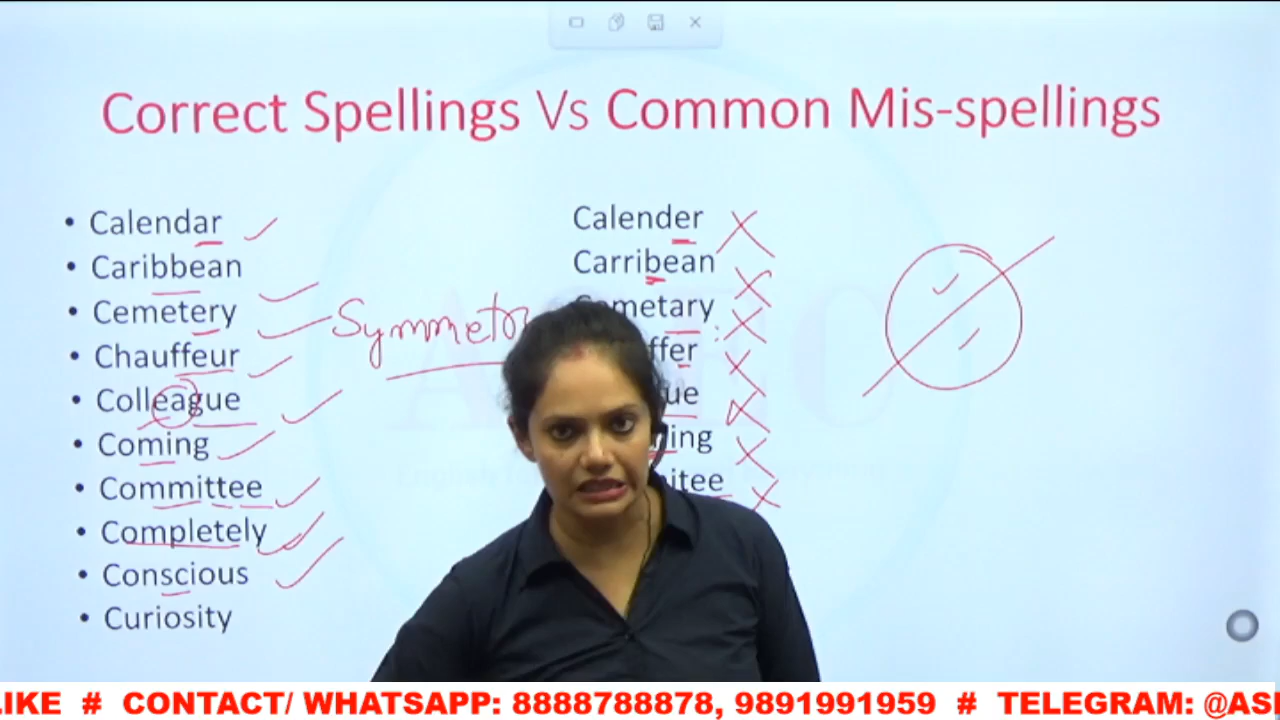 Correct Spellings Vs Common Mis-spellings
• Calendar
• Caribbean
• Cemetery
• Chauffeur
• Colleague
• Coming
• Committee
• Completely
• Conscious
• Curiosity
Calender
Carribean
LIKE # CONTACT/ WHATSAPP: 8888788878, 9891991959 # TELEGRAM: